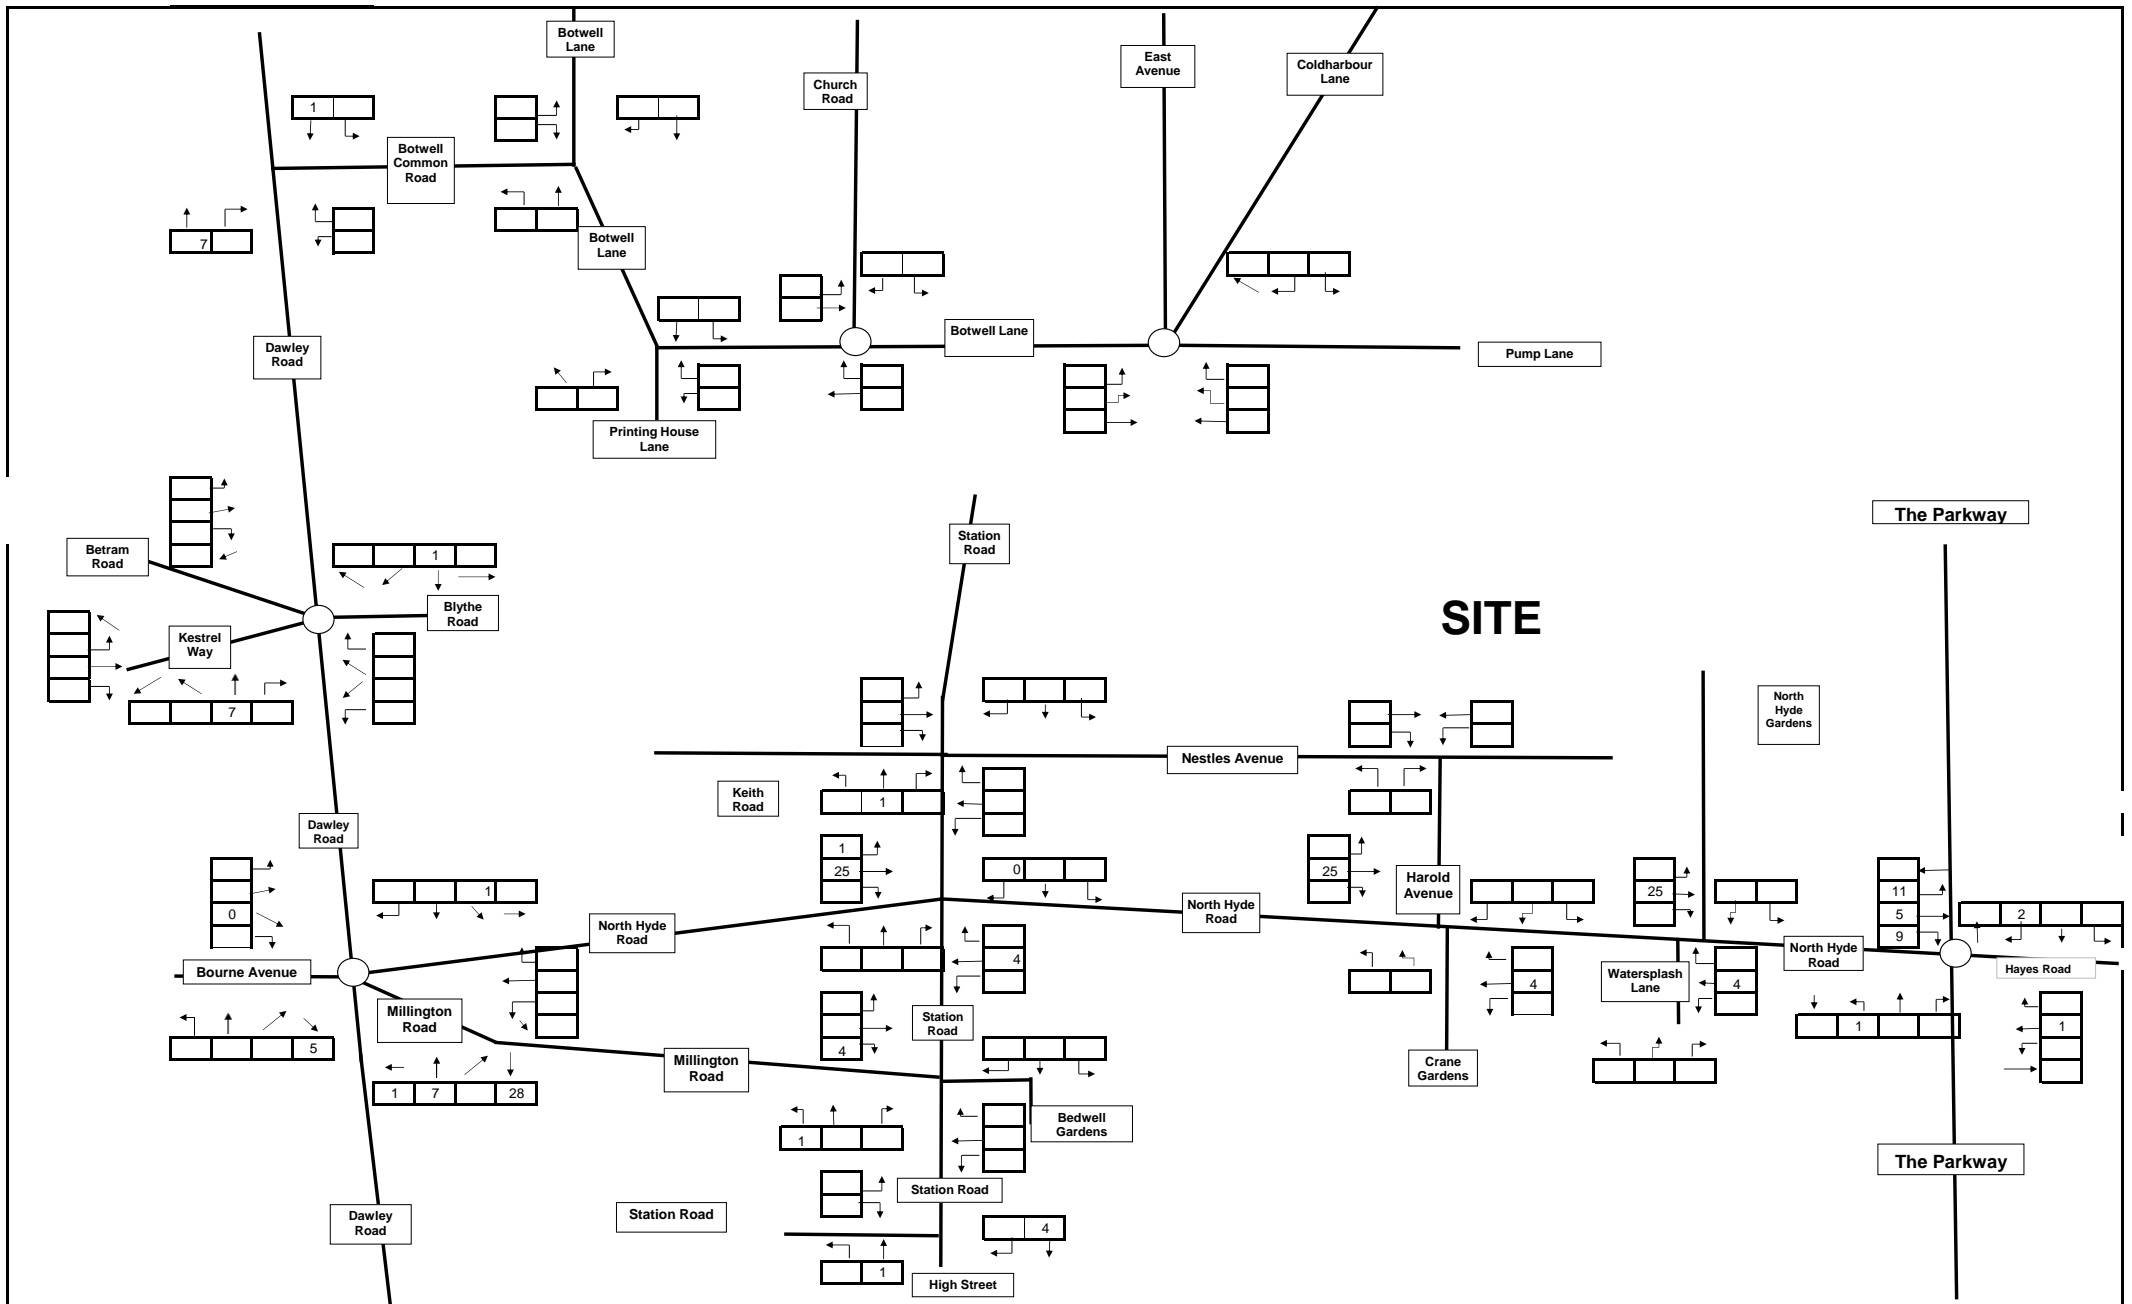 Botwell
Lane
East
Avenue
Coldharbour
Lane
Church
Road
1
Botwell
Common
Road
7
Botwell
Lane
Botwell Lane
Dawley
Road
Pump Lane
Printing House
Lane
The Parkway
Station
Road
Betram
Road
1
SITE
Blythe
Road
Kestrel
Way
7
North
Hyde
Gardens
Nestles Avenue
Keith
Road
1
Dawley
Road
1
25
0
25
Harold
Avenue
25
11
5
9
2
1
0
North Hyde
Road
North Hyde
Road
North Hyde
Road
Bourne Avenue
4
Hayes Road
Watersplash
Lane
4
4
Millington
Road
Station
Road
1
1
5
4
Millington
Road
Crane
Gardens
1
7
28
Bedwell
Gardens
1
The Parkway
Station Road
Station Road
Dawley
Road
4
1
High Street